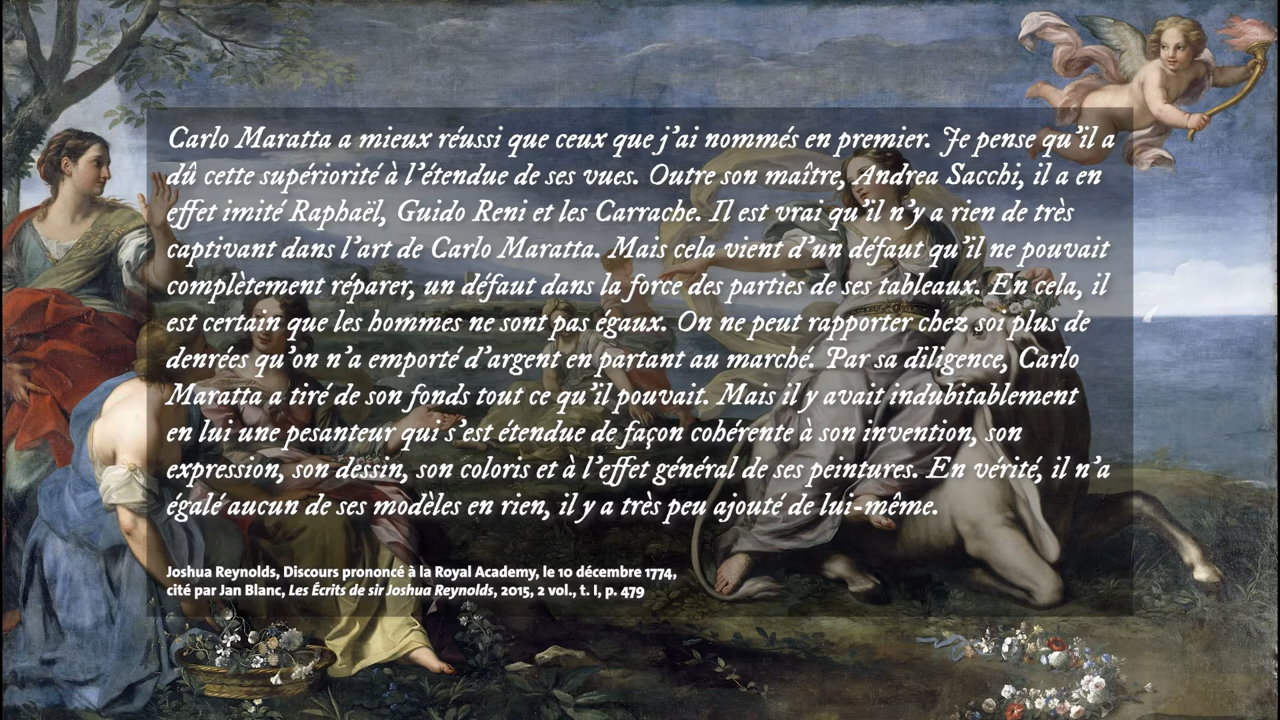 Carlo Maratta a mieux réussi que ceux que j'ai nommés en premier. Je pense qu'il a
dû cette supériorité à l'étendue de ses vues. Outre son maître, Andrea Sacchi, il a en
effet imité Raphaël, Guido Reni et les Carrache. Il est vrai qu'il n'y a rien de très
captivant dans l'art de Carlo Maratta. Mais cela vient d'un défaut qu'il ne pouvait
complètement réparer, un défaut dans la force des parties de ses tableaux. En cela, il
est certain que les hommes ne sont pas égaux. On ne peut rapporter chez soi plus de
denrées qu'on n'a emporté d'argent en partant au marché. Par sa diligence, Carlo
Maratta a tiré de son fonds tout ce qu'il pouvait. Mais il y avait indubitablement
en lui une pesanteur qui s'est étendue de façon cohérente à son invention, son
expression, son dessin, son coloris et à l'effet général de ses peintures. En vérité, il n'a
égalé aucun de ses modèles en rien, il y a très peu ajouté de lui-même.
Joshua Reynolds, Discours prononcé à la Royal Academy, le 10 décembre 1774,
cité par Jan Blanc, Les Écrits de sir Joshua Reynolds, 2015, 2 vol., t. I, p. 479